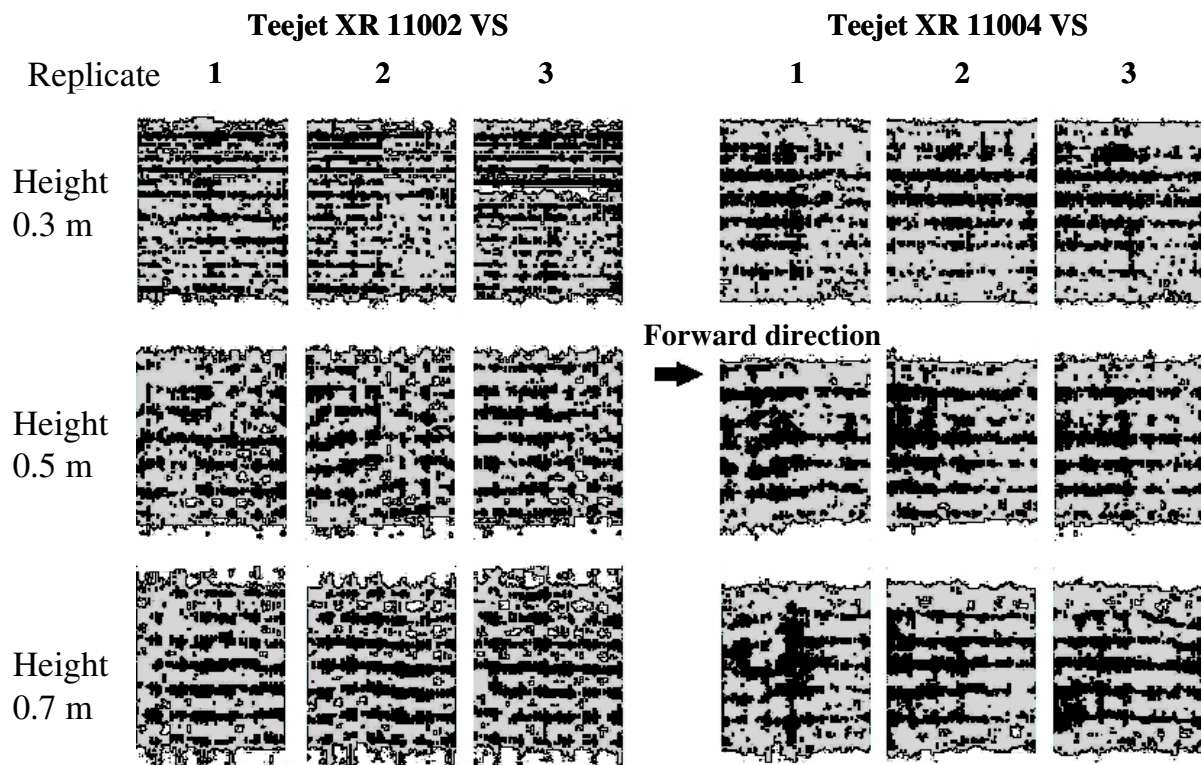 Teejet XR 11002 VS
Teejet XR 11004 VS
Replicate 1 2 3 1 2 3
Height
0.3 m
Forward direction
Height
0.5 m
Height
0.7 m